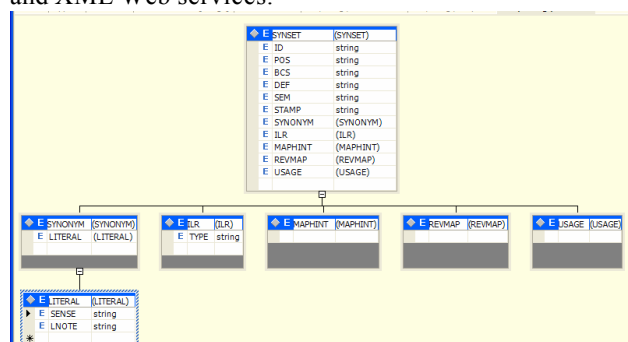 and XML Web services.
E SYNSET (SYNSET)
E ID string
E POS string
E BCS string
E DEF string
E SEM string
E STAMP string
E SYNONYM (SYNONYM)
E ILR (ILR)
E MAPHINT (MAPHINT)
E REVMAP (REVMAP)
E USAGE (USAGE)
E SYNONYM (SYNONYM)
E LITERAL (LITERAL)
E ILR (ILR)
E TYPE string
E MAPHINT (MAPHINT)
E REVMAP (REVMAP)
E USAGE (USAGE)
E LITERAL (LITERAL)
E SENSE string
E LNOTE string